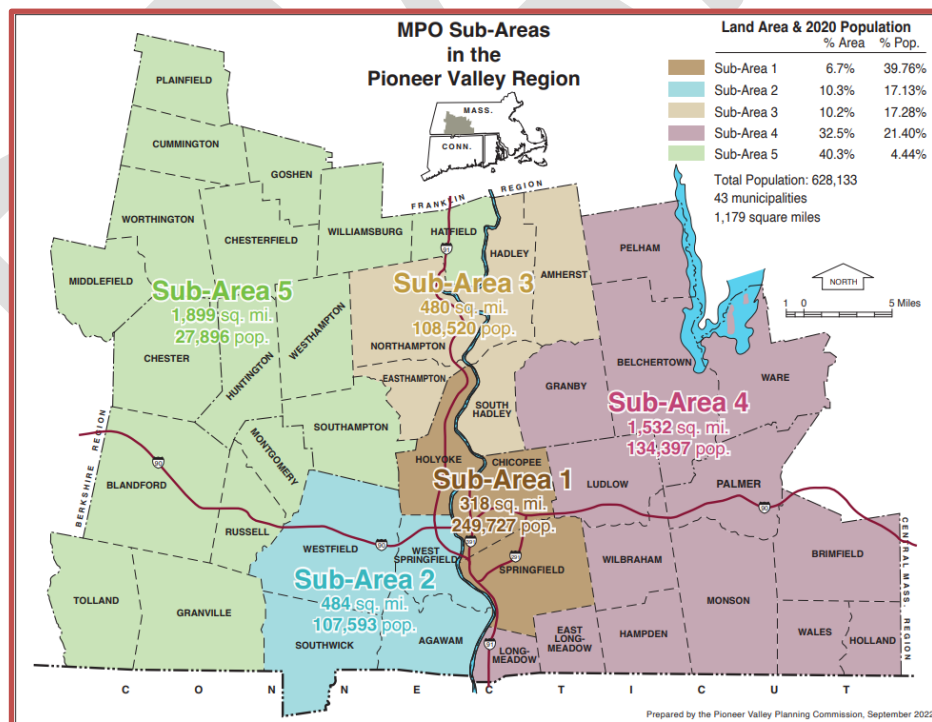 MPO Sub-Areas
in the
Pioneer Valley Region
MASS.
CONN.
Land Area & 2020 Population
% Area % Pop.
Sub-Area 1 6.7% 39.76%
Sub-Area 2 10.3% 17.13%
Sub-Area 3 10.2% 17.28%
Sub-Area 4 32.5% 21.40%
Sub-Area 5 40.3% 4.44%
Total Population: 628,133
43 municipalities
1,179 square miles
NORTH
1 0 5 Miles
FRANKLIN REGION
PLAINFIELD
CUMMINGTON
GOSHEN
WORTHINGTON
CHESTERFIELD
WILLIAMSBURG
HATFIELD
91
HADLEY
AMHERST
PELHAM
MIDDLEFIELD
Sub-Area 5
1,899 sq. mi.
27,896 pop.
Sub-Area 3
480 sq. mi.
108,520 pop.
CHESTER
HUNTINGTON
WESTHAMPTON
NORTHAMPTON
EASTHAMPTON
SOUTH
HADLEY
GRANBY
BELCHERTOWN
WARE
Sub-Area 4
1,532 sq. mi.
134,397 pop.
BERKSHIRE REGION
90
BLANDFORD
MONTGOMERY
SOUTHAMPTON
HOLYOKE
CHICOPEE
LUDLOW
PALMER
90
Sub-Area 1
318 sq. mi.
249,727 pop.
RUSSELL
WESTFIELD
90
WEST
SPRINGFIELD
291
SPRINGFIELD
WILBRAHAM
BRIMFIELD
CENTRAL MASS. REGION
Sub-Area 2
484 sq. mi.
107,593 pop.
TOLLAND
GRANVILLE
SOUTHWICK
AGAWAM
91
LONG-
MEADOW
EAST
LONG-
MEADOW
HAMPDEN
MONSON
WALES
HOLLAND
C O N N E C T I C U T
Prepared by the Pioneer Valley Planning Commission, September 2022